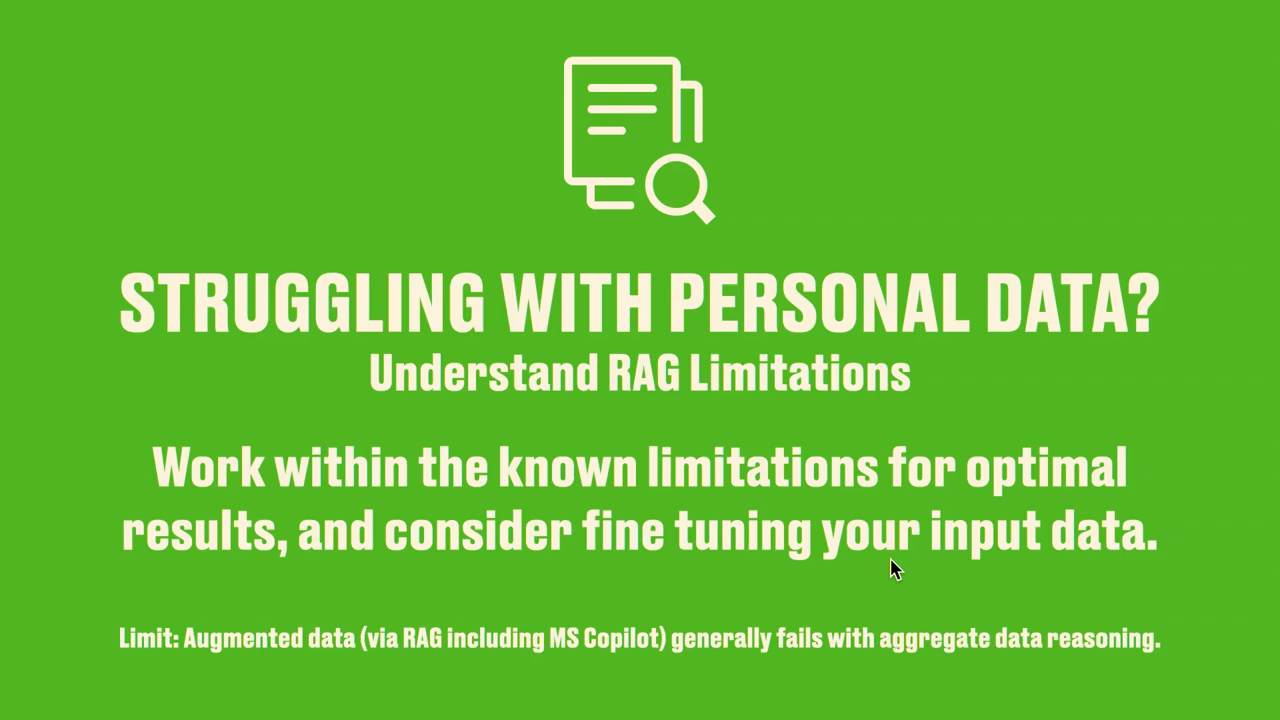 STRUGGLING WITH PERSONAL DATA?
Understand RAG Limitations
Work within the known limitations for optimal
results, and consider fine tuning your input data.
Limit: Augmented data (via RAG including MS Copilot) generally fails with aggregate data reasoning.